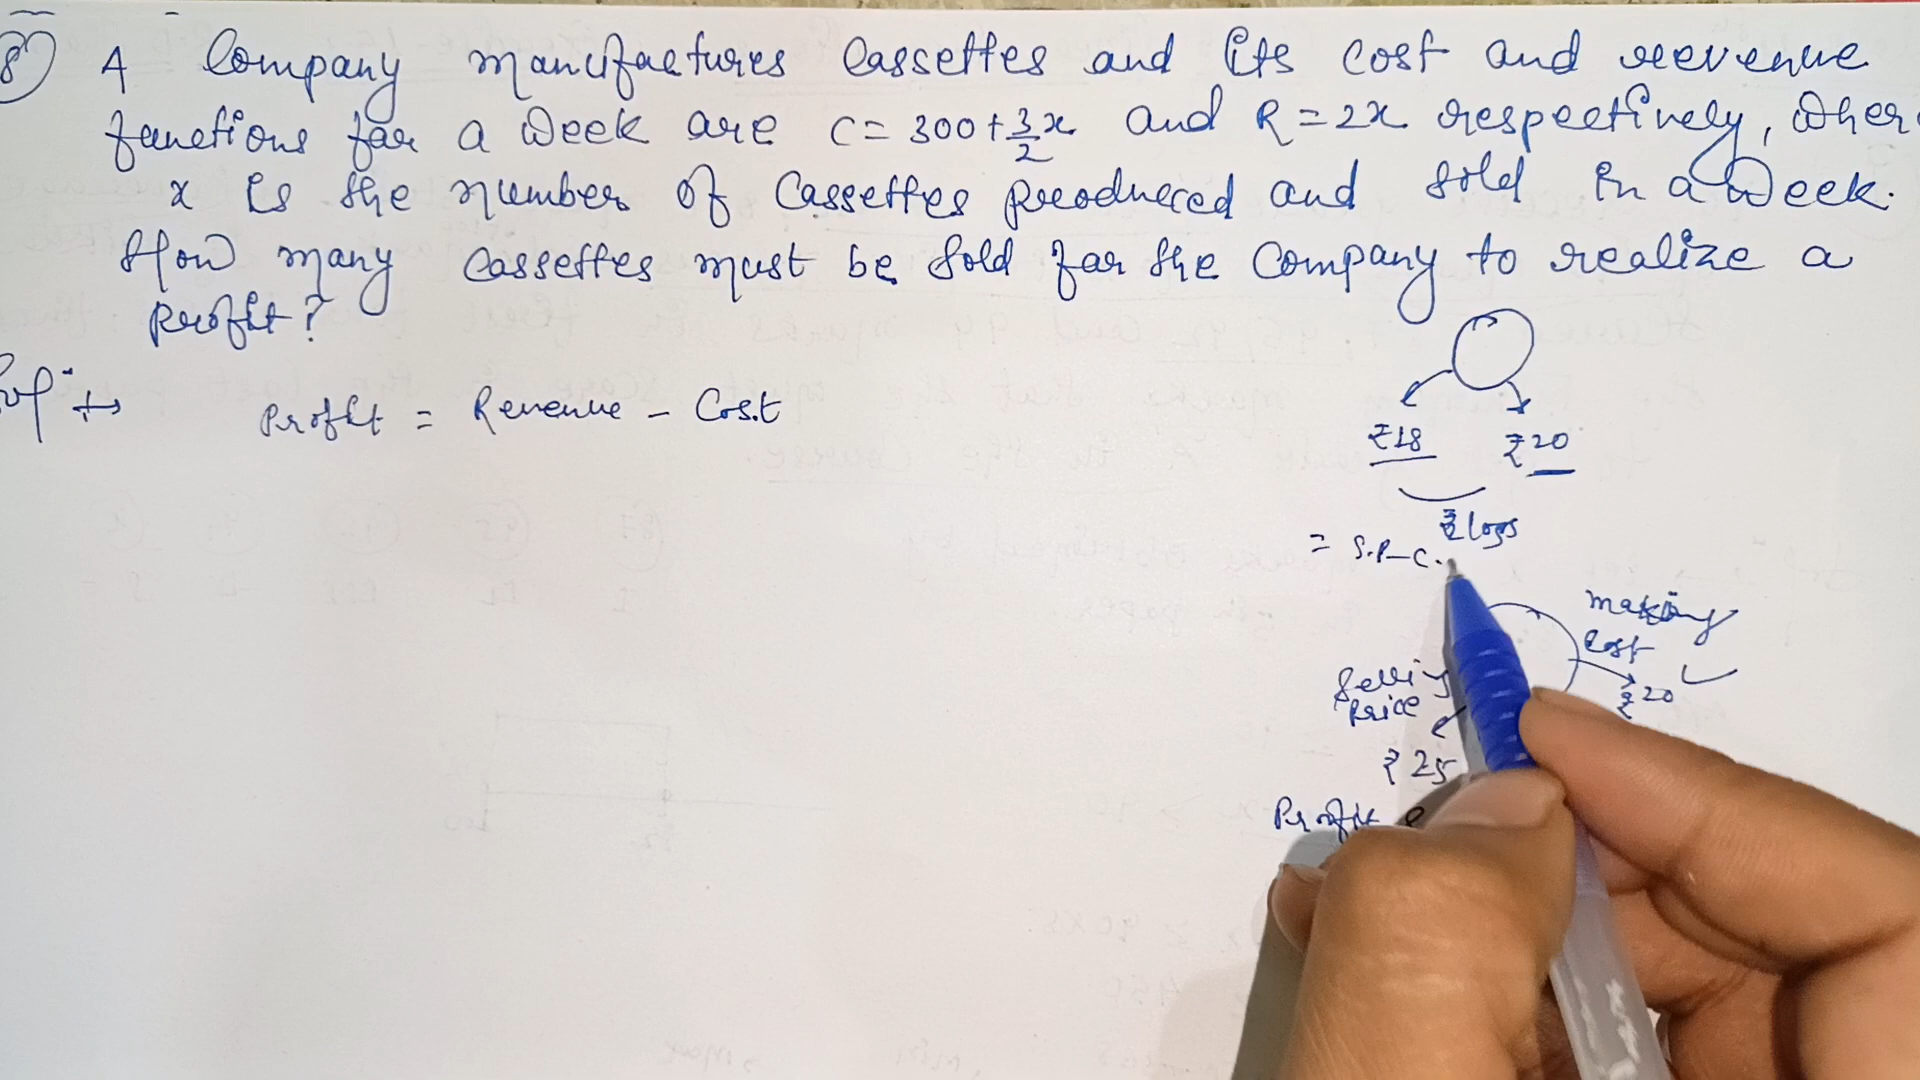 8) A Company manufactures Cassettes and its cost and revenue
functions for a week are C = 300 + 3/2 x and R = 2x respectively, wher
x is the number of Cassettes produced and sold in a week.
How many cassettes must be sold for the Company to realize a
Profit?
Profit = Revenue - Cost
₹18 ₹20
₹2 loss
= S.P - C.
making
cost
₹20
Selling
Price
₹25
Profit